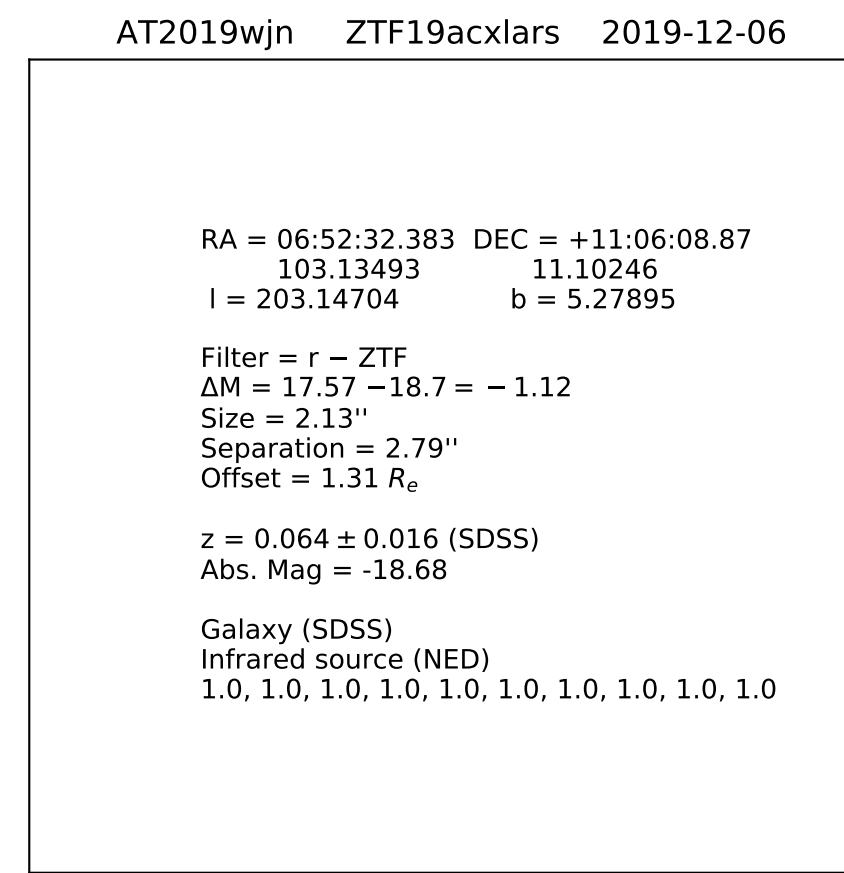 AT2019wjn ZTF19acxlars 2019-12-06
RA = 06:52:32.383 DEC = +11:06:08.87
103.13493 11.10246
l = 203.14704 b = 5.27895
Filter = r − ZTF
ΔM = 17.57 −18.7 = − 1.12
Size = 2.13''
Separation = 2.79''
Offset = 1.31 Rₑ
z = 0.064 ± 0.016 (SDSS)
Abs. Mag = -18.68
Galaxy (SDSS)
Infrared source (NED)
1.0, 1.0, 1.0, 1.0, 1.0, 1.0, 1.0, 1.0, 1.0, 1.0